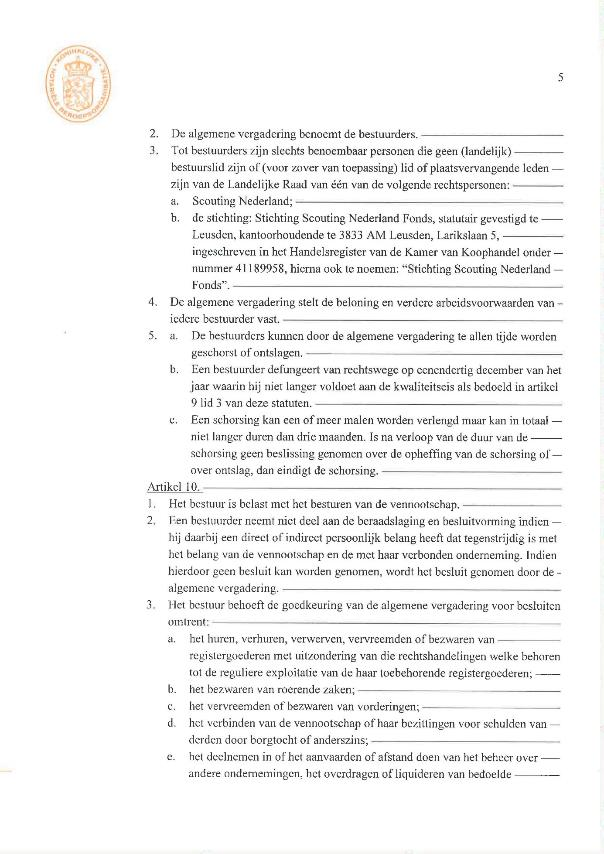 KONINKLIJKE NOTARIËLE BEROEPSORGANISATIE
5
2. De algemene vergadering benoemt de bestuurders.
3. Tot bestuurders zijn slechts benoembaar personen die geen (landelijk)
bestuurslid zijn of (voor zover van toepassing) lid of plaatsvervangende leden
zijn van de Landelijke Raad van één van de volgende rechtspersonen:
a. Scouting Nederland;
b. de stichting: Stichting Scouting Nederland Fonds, statutair gevestigd te
Leusden, kantoorhoudende te 3833 AM Leusden, Larikslaan 5,
ingeschreven in het Handelsregister van de Kamer van Koophandel onder
nummer 41189958, hierna ook te noemen: “Stichting Scouting Nederland
Fonds”.
4. De algemene vergadering stelt de beloning en verdere arbeidsvoorwaarden van
iedere bestuurder vast.
5. a. De bestuurders kunnen door de algemene vergadering te allen tijde worden
geschorst of ontslagen.
b. Een bestuurder defungeert van rechtswege op eenendertig december van het
jaar waarin hij niet langer voldoet aan de kwaliteitseis als bedoeld in artikel
9 lid 3 van deze statuten.
c. Een schorsing kan een of meer malen worden verlengd maar kan in totaal
niet langer duren dan drie maanden. Is na verloop van de duur van de
schorsing geen beslissing genomen over de opheffing van de schorsing of
over ontslag, dan eindigt de schorsing.
Artikel 10.
1. Het bestuur is belast met het besturen van de vennootschap.
2. Een bestuurder neemt niet deel aan de beraadslaging en besluitvorming indien
hij daarbij een direct of indirect persoonlijk belang heeft dat tegenstrijdig is met
het belang van de vennootschap en de met haar verbonden onderneming. Indien
hierdoor geen besluit kan worden genomen, wordt het besluit genomen door de
algemene vergadering.
3. Het bestuur behoeft de goedkeuring van de algemene vergadering voor besluiten
omtrent:
a. het huren, verhuren, verwerven, vervreemden of bezwaren van
registergoederen met uitzondering van die rechtshandelingen welke behoren
tot de reguliere exploitatie van de haar toebehorende registergoederen;
b. het bezwaren van roerende zaken;
c. het vervreemden of bezwaren van vorderingen;
d. het verbinden van de vennootschap of haar bezittingen voor schulden van
derden door borgtocht of anderszins;
e. het deelnemen in of het aanvaarden of afstand doen van het beheer over
andere ondernemingen, het overdragen of liquideren van bedoelde